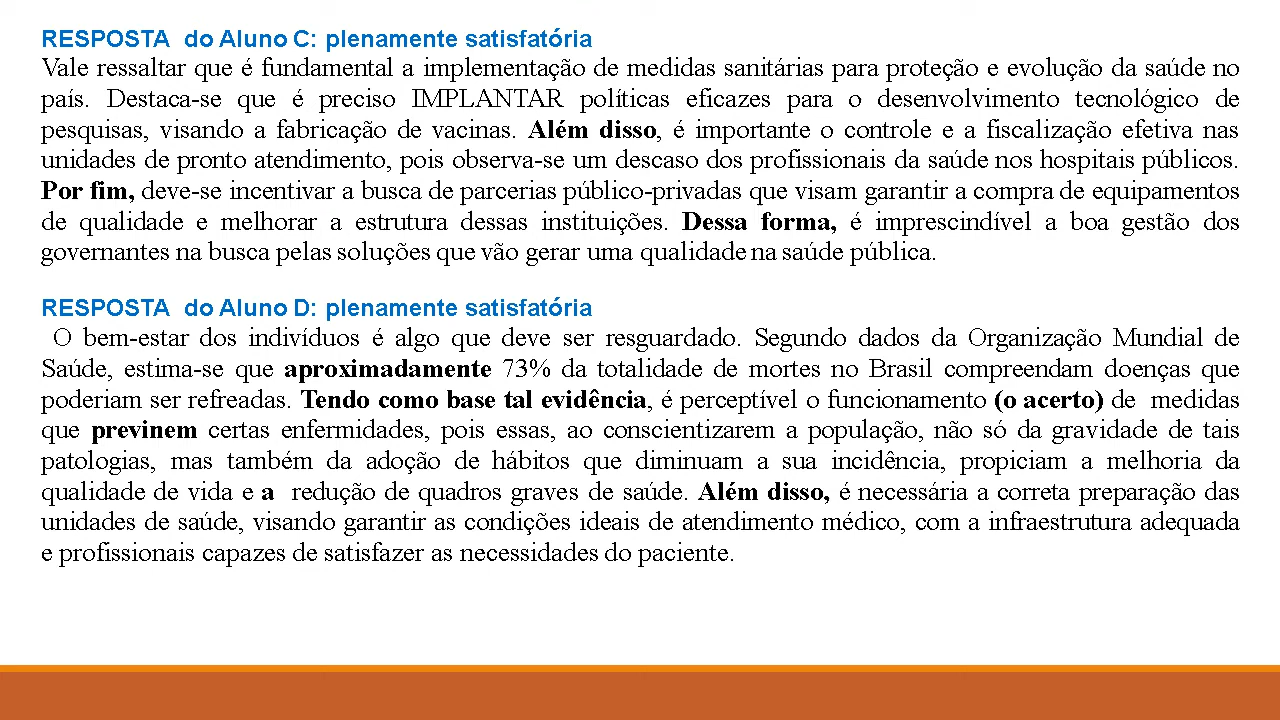 RESPOSTA do Aluno C: plenamente satisfatória
Vale ressaltar que é fundamental a implementação de medidas sanitárias para proteção e evolução da saúde no
país. Destaca-se que é preciso IMPLANTAR políticas eficazes para o desenvolvimento tecnológico de
pesquisas, visando a fabricação de vacinas. Além disso, é importante o controle e a fiscalização efetiva nas
unidades de pronto atendimento, pois observa-se um descaso dos profissionais da saúde nos hospitais públicos.
Por fim, deve-se incentivar a busca de parcerias público-privadas que visam garantir a compra de equipamentos
de qualidade e melhorar a estrutura dessas instituições. Dessa forma, é imprescindível a boa gestão dos
governantes na busca pelas soluções que vão gerar uma qualidade na saúde pública.
RESPOSTA do Aluno D: plenamente satisfatória
O bem-estar dos indivíduos é algo que deve ser resguardado. Segundo dados da Organização Mundial de
Saúde, estima-se que aproximadamente 73% da totalidade de mortes no Brasil compreendam doenças que
poderiam ser refreadas. Tendo como base tal evidência, é perceptível o funcionamento (o acerto) de medidas
que previnem certas enfermidades, pois essas, ao conscientizarem a população, não só da gravidade de tais
patologias, mas também da adoção de hábitos que diminuam a sua incidência, propiciam a melhoria da
qualidade de vida e a redução de quadros graves de saúde. Além disso, é necessária a correta preparação das
unidades de saúde, visando garantir as condições ideais de atendimento médico, com a infraestrutura adequada
e profissionais capazes de satisfazer as necessidades do paciente.